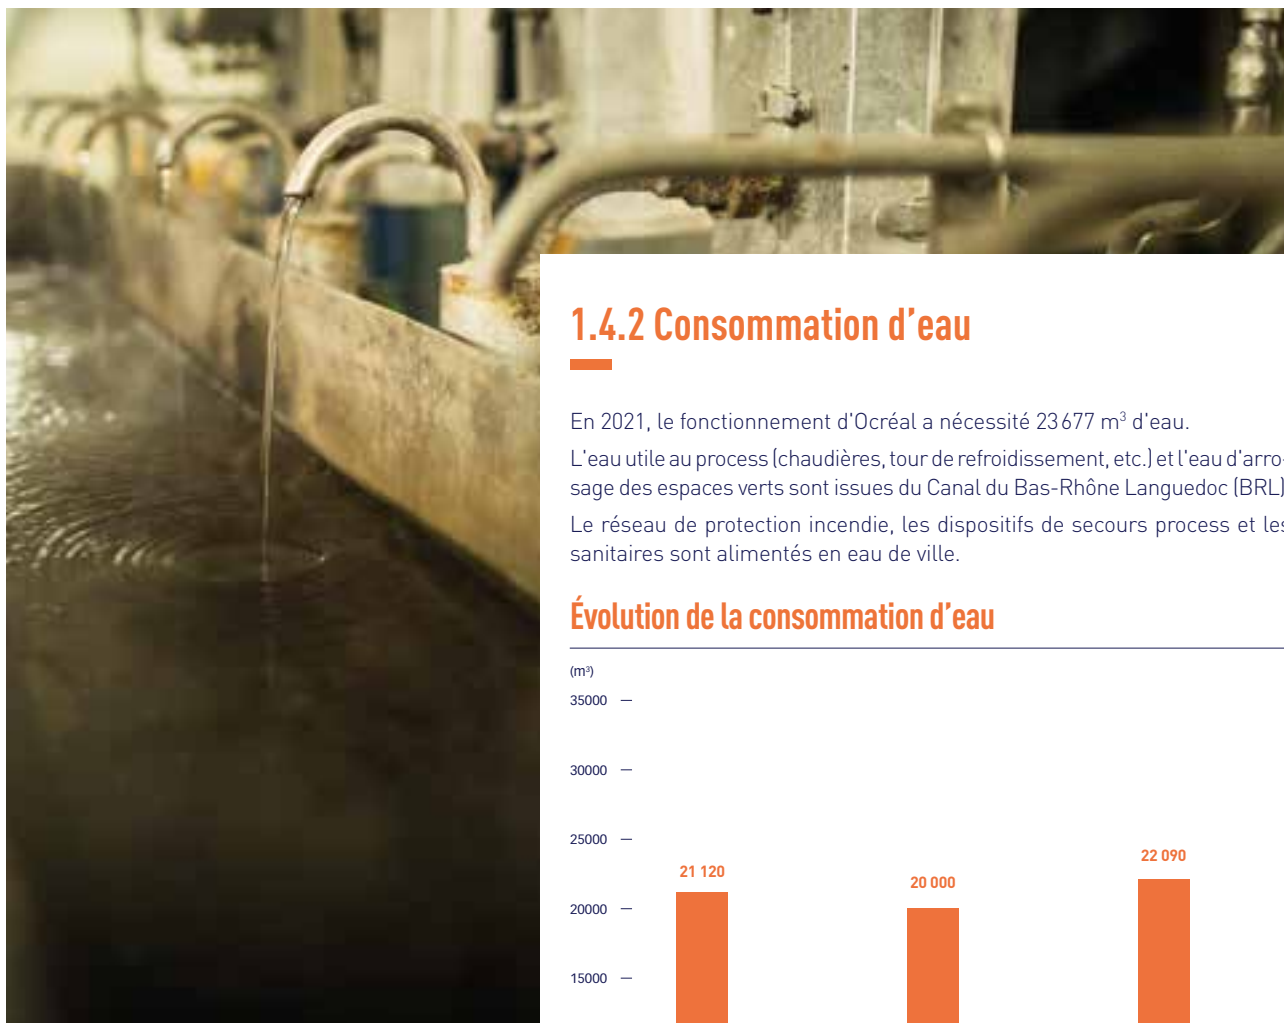 1.4.2 Consommation d'eau
En 2021, le fonctionnement d'Ocréal a nécessité 23 677 m³ d'eau.
L'eau utile au process (chaudières, tour de refroidissement, etc.) et l'eau d'arro-
sage des espaces verts sont issues du Canal du Bas-Rhône Languedoc (BRL)
Le réseau de protection incendie, les dispositifs de secours process et les
sanitaires sont alimentés en eau de ville.
Évolution de la consommation d'eau
(m³)
35000
30000
25000
22 090
21 120
20 000
20000
15000